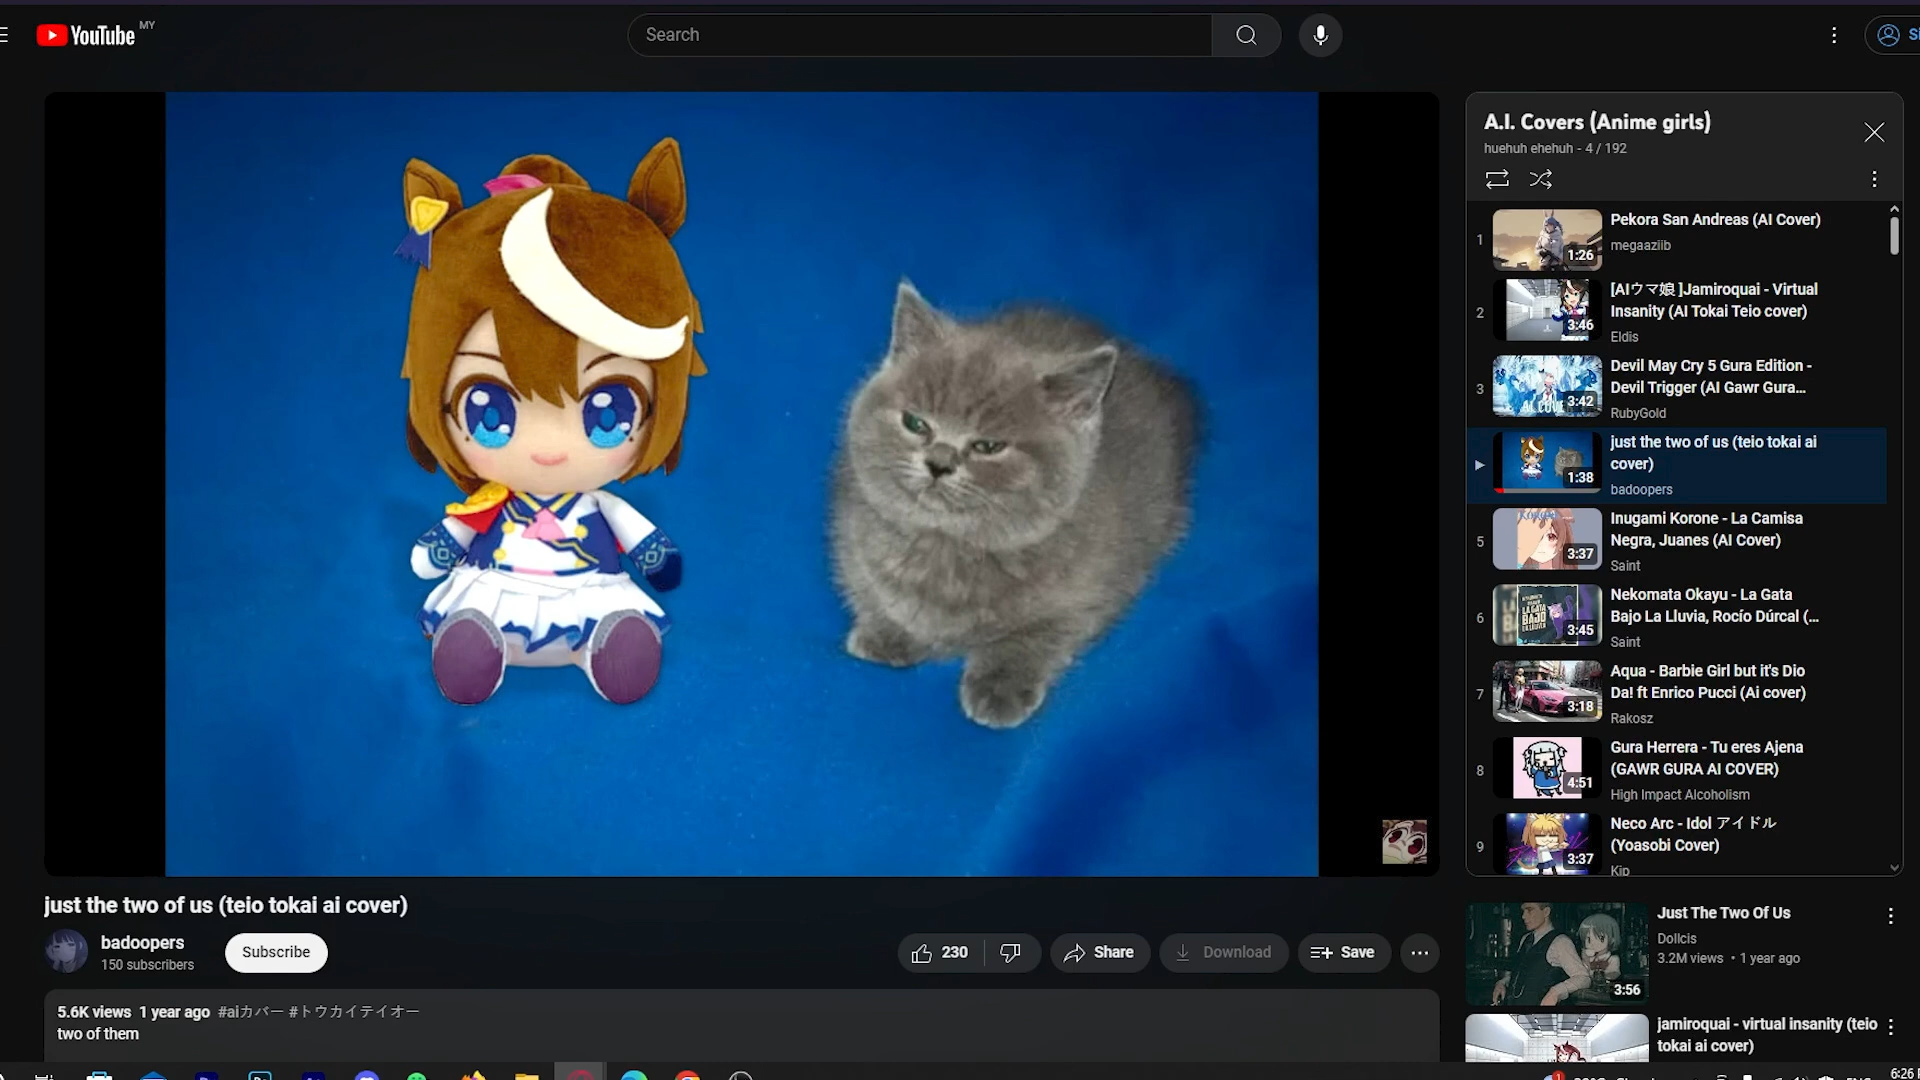 YouTube MY
Search
A.I. Covers (Anime girls)
huehuh ehehuh - 4 / 192
1
1:26
Pekora San Andreas (AI Cover)
megaaziib
2
3:46
[AIウマ娘 ]Jamiroquai - Virtual
Insanity (AI Tokai Teio cover)
Eldis
3
3:42
Devil May Cry 5 Gura Edition -
Devil Trigger (AI Gawr Gura...
RubyGold
1:38
just the two of us (teio tokai ai
cover)
badoopers
5
3:37
Inugami Korone - La Camisa
Negra, Juanes (AI Cover)
Saint
6
3:45
Nekomata Okayu - La Gata
Bajo La Lluvia, Rocío Dúrcal (...
Saint
7
3:18
Aqua - Barbie Girl but it's Dio
Da! ft Enrico Pucci (Ai cover)
Rakosz
8
4:51
Gura Herrera - Tu eres Ajena
(GAWR GURA AI COVER)
High Impact Alcoholism
9
3:37
Neco Arc - Idol アイドル
(Yoasobi Cover)
Kip
just the two of us (teio tokai ai cover)
badoopers
150 subscribers
Subscribe
230
Share
Download
Save
5.6K views 1 year ago #aiカバー #トウカイテイオー
two of them
3:56
Just The Two Of Us
Dollcis
3.2M views • 1 year ago
jamiroquai - virtual insanity (teio
tokai ai cover)
6:26